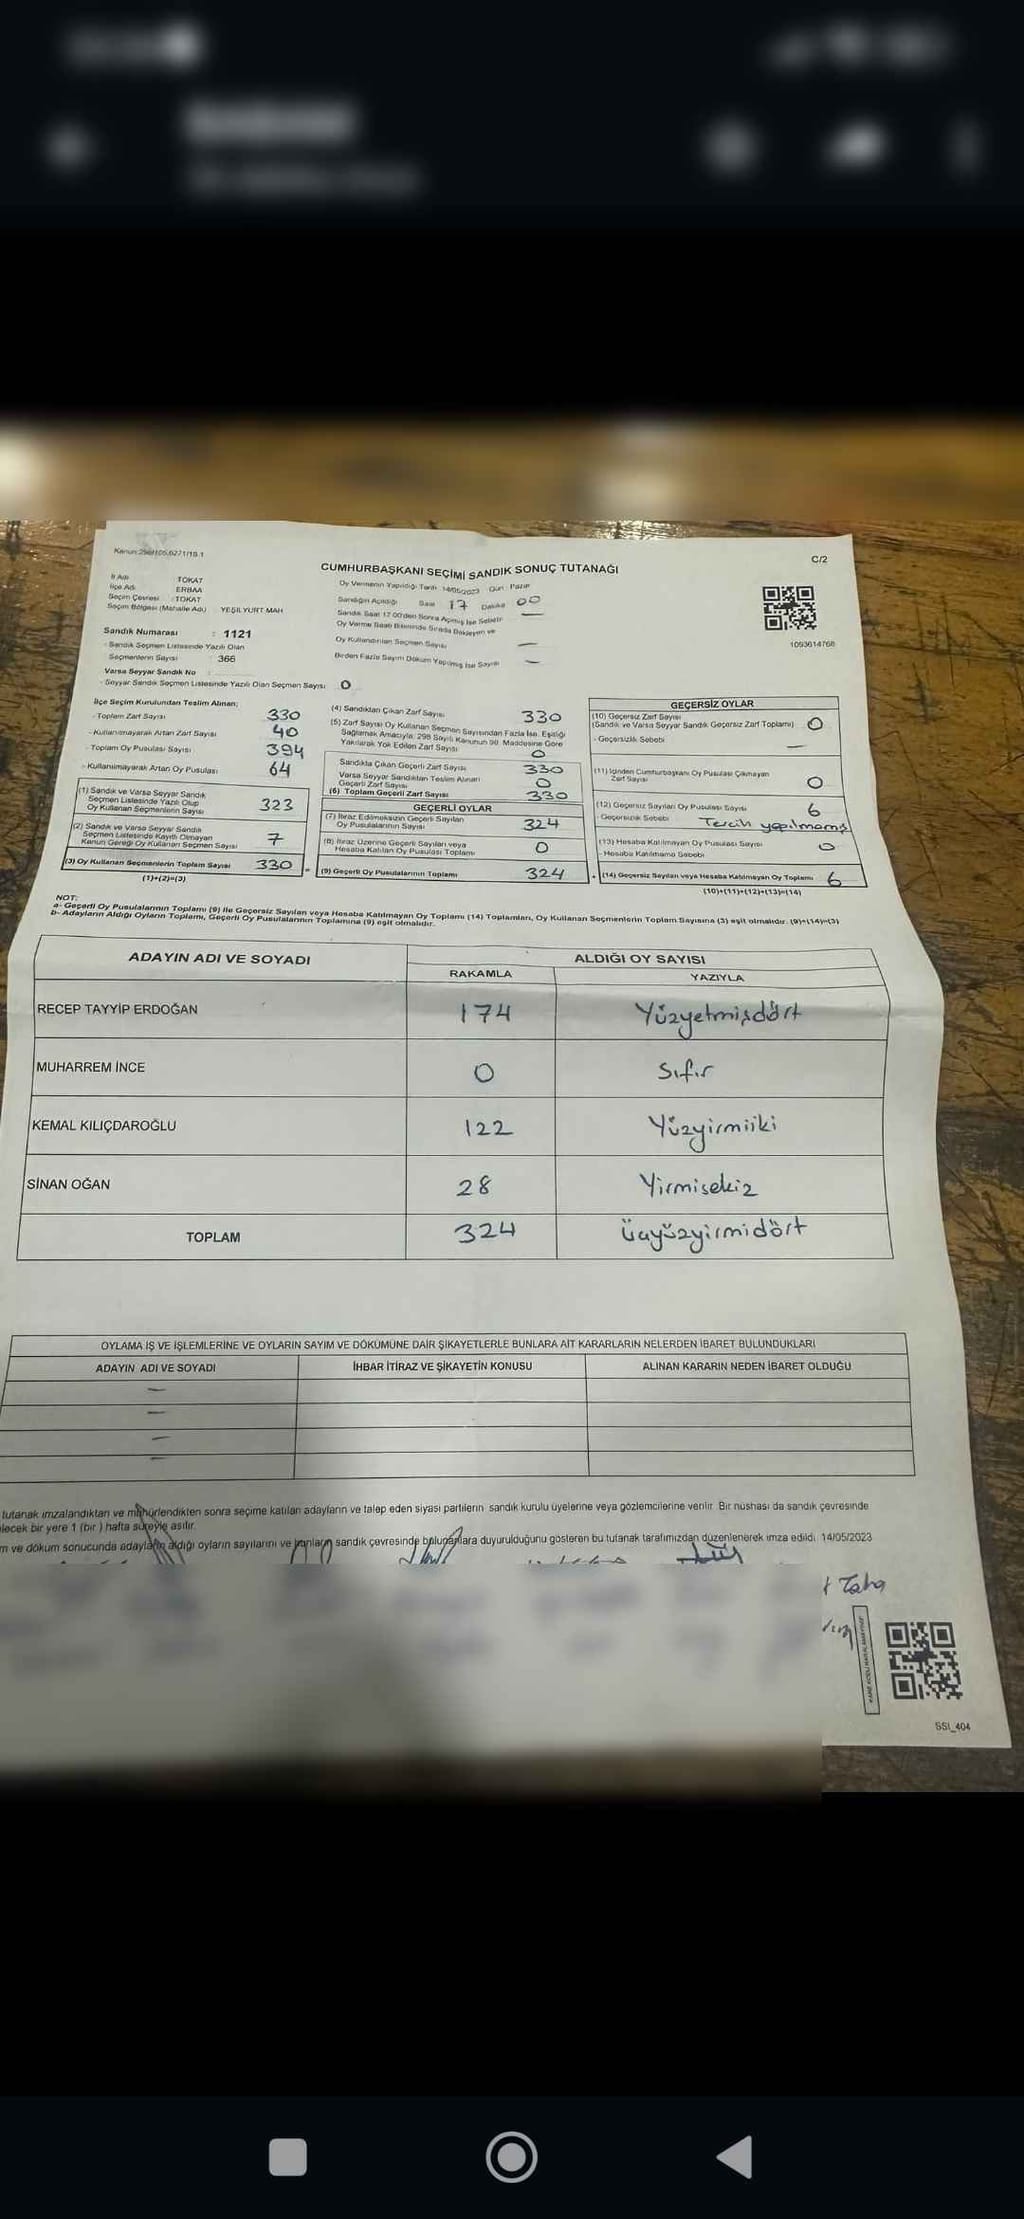 Kanun:298/105,6271/18.1
C/2
CUMHURBAŞKANI SEÇİMİ SANDIK SONUÇ TUTANAĞI
İl Adı TOKAT
İlçe Adı ERBAA
Seçim Çevresi :TOKAT
Seçim Bölgesi (Mahalle Adı) YEŞİLYURT MAH
Sandık Numarası : 1121
- Sandık Seçmen Listesinde Yazılı Olan
Seçmenlerin Sayısı : 366
Varsa Seyyar Sandık No
- Seyyar Sandık Seçmen Listesinde Yazılı Olan Seçmen Sayısı 0
Oy Vermenin Yapıldığı Tarih 14/05/2023 Gün Pazar
Sandığın Açıldığı Saat 17 Dakika 00
Sandık Saat 17.00'den Sonra Açılmış İse Sebebi —
Oy Verme Saati Bitiminde Sırada Bekleyen ve
Oy Kullandırılan Seçmen Sayısı —
Birden Fazla Sayım Döküm Yapılmış İse Sayısı —
1093614768
İlçe Seçim Kurulundan Teslim Alınan;
- Toplam Zarf Sayısı 330
- Kullanılmayarak Artan Zarf Sayısı 40
- Toplam Oy Pusulası Sayısı 394
- Kullanılmayarak Artan Oy Pusulası 64
(1) Sandık ve Varsa Seyyar Sandık
Seçmen Listesinde Yazılı Olup
Oy Kullanan Seçmenlerin Sayısı 323
(2) Sandık ve Varsa Seyyar Sandık
Seçmen Listesinde Kayıtlı Olmayan
Kanun Gereği Oy Kullanan Seçmen Sayısı 7
(3) Oy Kullanan Seçmenlerin Toplam Sayısı 330
(1)+(2)=(3)
(4) Sandıktan Çıkan Zarf Sayısı 330
(5) Zarf Sayısı Oy Kullanan Seçmen Sayısından Fazla İse, Eşitliği
Sağlamak Amacıyla, 298 Sayılı Kanunun 98. Maddesine Göre
Yakılarak Yok Edilen Zarf Sayısı 0
Sandıkta Çıkan Geçerli Zarf Sayısı 330
Varsa Seyyar Sandıktan Teslim Alınan
Geçerli Zarf Sayısı 0
(6) Toplam Geçerli Zarf Sayısı 330
GEÇERLİ OYLAR
(7) İtiraz Edilmeksizin Geçerli Sayılan
Oy Pusulalarının Sayısı 324
(8) İtiraz Üzerine Geçerli Sayılan veya
Hesaba Katılan Oy Pusulası Toplamı 0
(9) Geçerli Oy Pusulalarının Toplamı 324
GEÇERSİZ OYLAR
(10) Geçersiz Zarf Sayısı
(Sandık ve Varsa Seyyar Sandık Geçersiz Zarf Toplamı) 0
- Geçersizlik Sebebi —
(11) İçinden Cumhurbaşkanı Oy Pusulası Çıkmayan
Zarf Sayısı 0
(12) Geçersiz Sayılan Oy Pusulası Sayısı 6
- Geçersizlik Sebebi Tercih yapılmamış
(13) Hesaba Katılmayan Oy Pusulası Sayısı 0
- Hesaba Katılmama Sebebi
(14) Geçersiz Sayılan veya Hesaba Katılmayan Oy Toplamı 6
(10)+(11)+(12)+(13)=(14)
NOT:
a- Geçerli Oy Pusulalarının Toplamı (9) ile Geçersiz Sayılan veya Hesaba Katılmayan Oy Toplamı (14) Toplamları, Oy Kullanan Seçmenlerin Toplam Sayısına (3) eşit olmalıdır. (9)+(14)=(3)
b- Adayların Aldığı Oyların Toplamı, Geçerli Oy Pusulalarının Toplamına (9) eşit olmalıdır.
ADAYIN ADI VE SOYADI ALDIĞI OY SAYISI
RAKAMLA YAZIYLA
RECEP TAYYİP ERDOĞAN 174 Yüzyetmişdört
MUHARREM İNCE 0 Sıfır
KEMAL KILIÇDAROĞLU 122 Yüzyirmiiki
SİNAN OĞAN 28 Yirmisekiz
TOPLAM 324 Üçyüzyirmidört
OYLAMA İŞ VE İŞLEMLERİNE VE OYLARIN SAYIM VE DÖKÜMÜNE DAİR ŞİKAYETLERLE BUNLARA AİT KARARLARIN NELERDEN İBARET BULUNDUKLARI
ADAYIN ADI VE SOYADI İHBAR İTİRAZ VE ŞİKAYETİN KONUSU ALINAN KARARIN NEDEN İBARET OLDUĞU
—
—
—
—
tutanak imzalandıktan ve mühürlendikten sonra seçime katılan adayların ve talep eden siyasi partilerin sandık kurulu üyelerine veya gözlemcilerine verilir. Bir nüshası da sandık çevresinde
lecek bir yere 1 (bir) hafta süreyle asılır.
m ve döküm sonucunda adayların aldığı oyların sayılarını ve bunların sandık çevresinde bulunanlara duyurulduğunu gösteren bu tutanak tarafımızdan düzenlenerek imza edildi. 14/05/2023
Taha
SSI_404